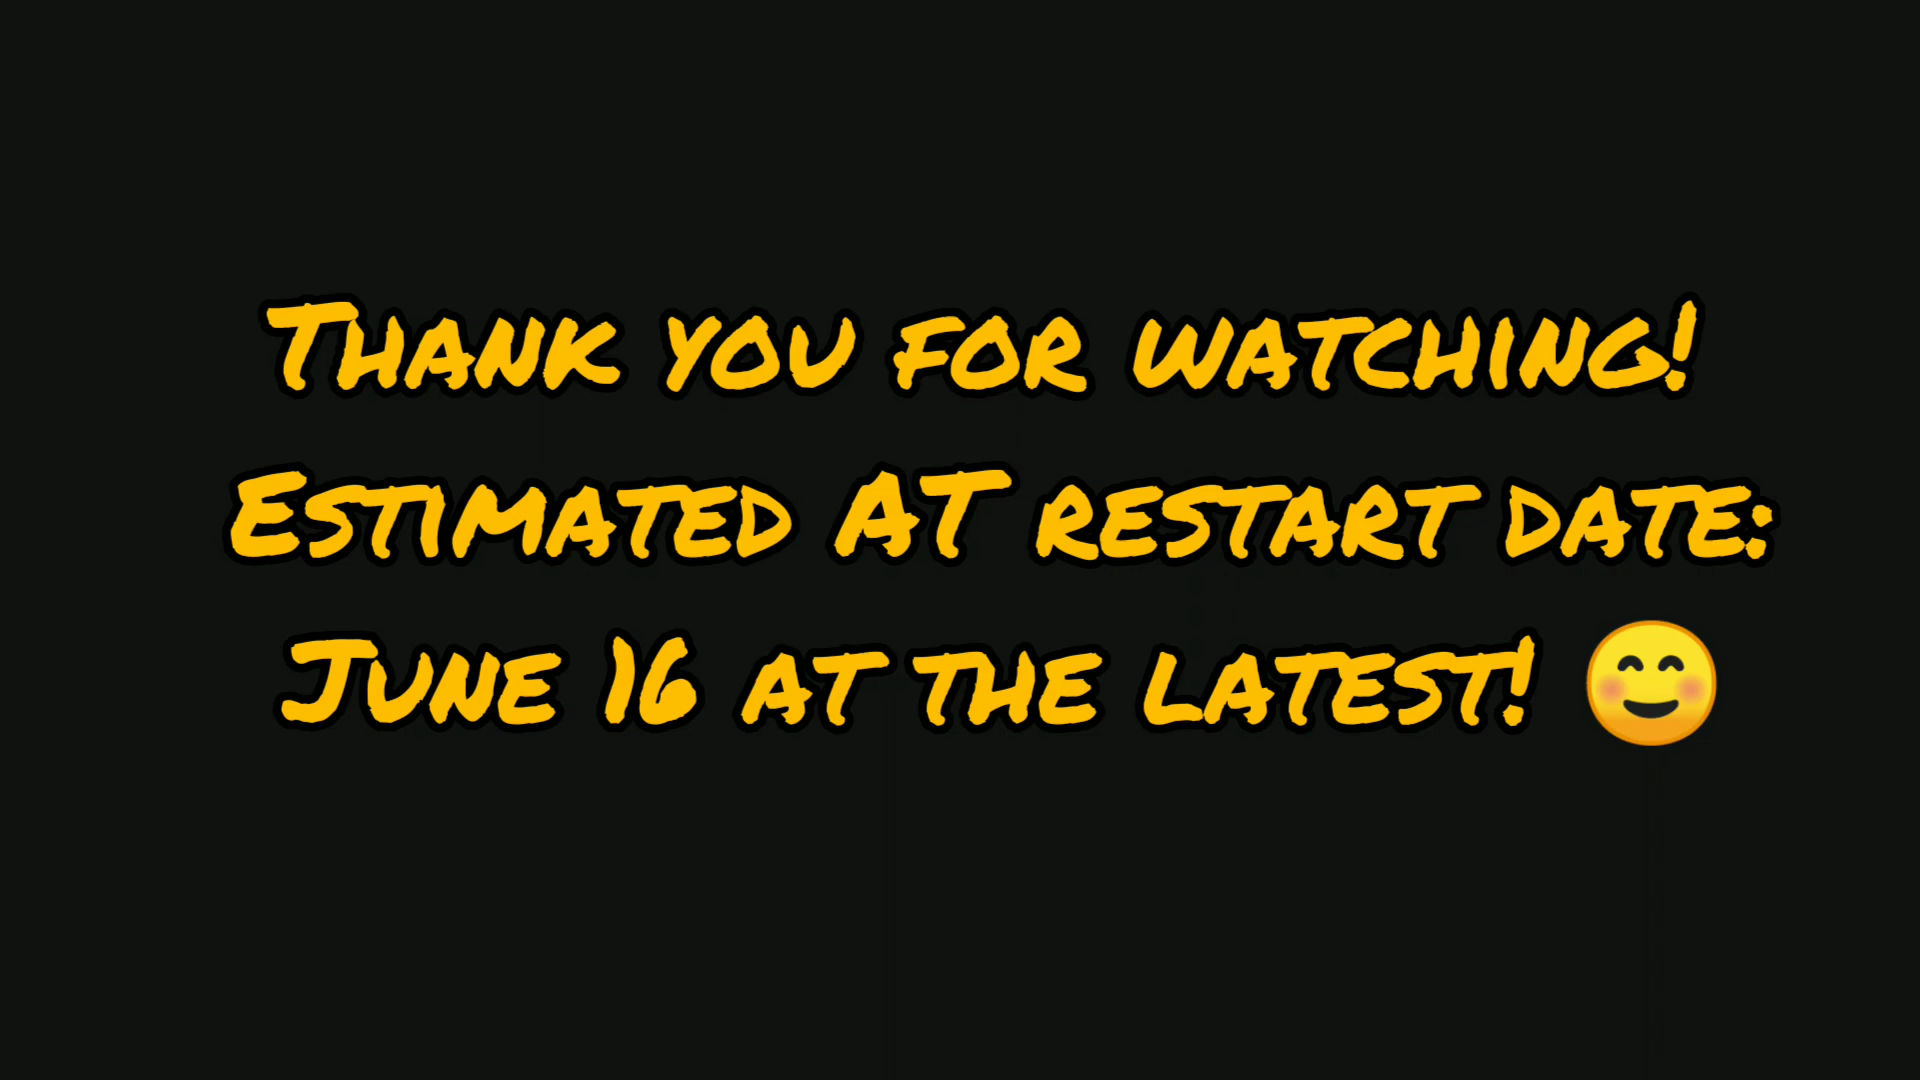 Thank you for watching!
Estimated AT restart date:
June 16 at the latest! 😊